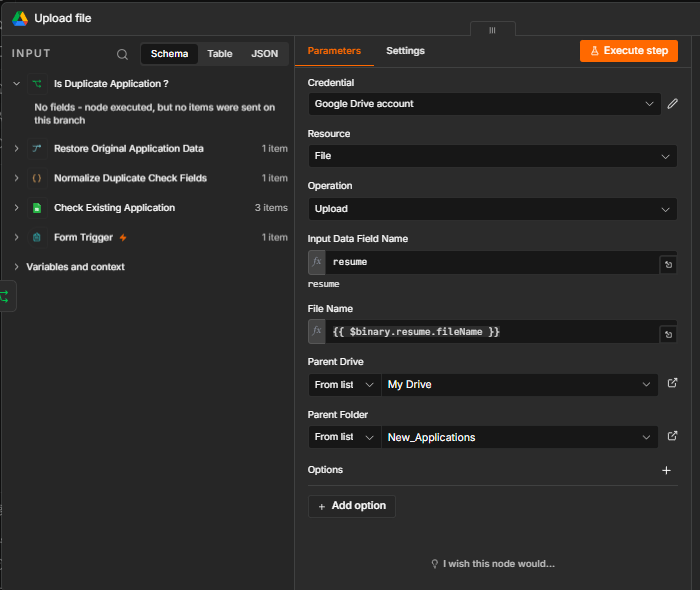 Upload file
INPUT
Schema
Table
JSON
Is Duplicate Application ?
No fields - node executed, but no items were sent on
this branch
Restore Original Application Data
1 item
Normalize Duplicate Check Fields
1 item
Check Existing Application
3 items
Form Trigger
1 item
Variables and context
Parameters
Settings
Execute step
Credential
Google Drive account
Resource
File
Operation
Upload
Input Data Field Name
fx
resume
resume
File Name
fx
{{ $binary.resume.fileName }}
Parent Drive
From list
My Drive
Parent Folder
From list
New_Applications
Options
+
+ Add option
I wish this node would...